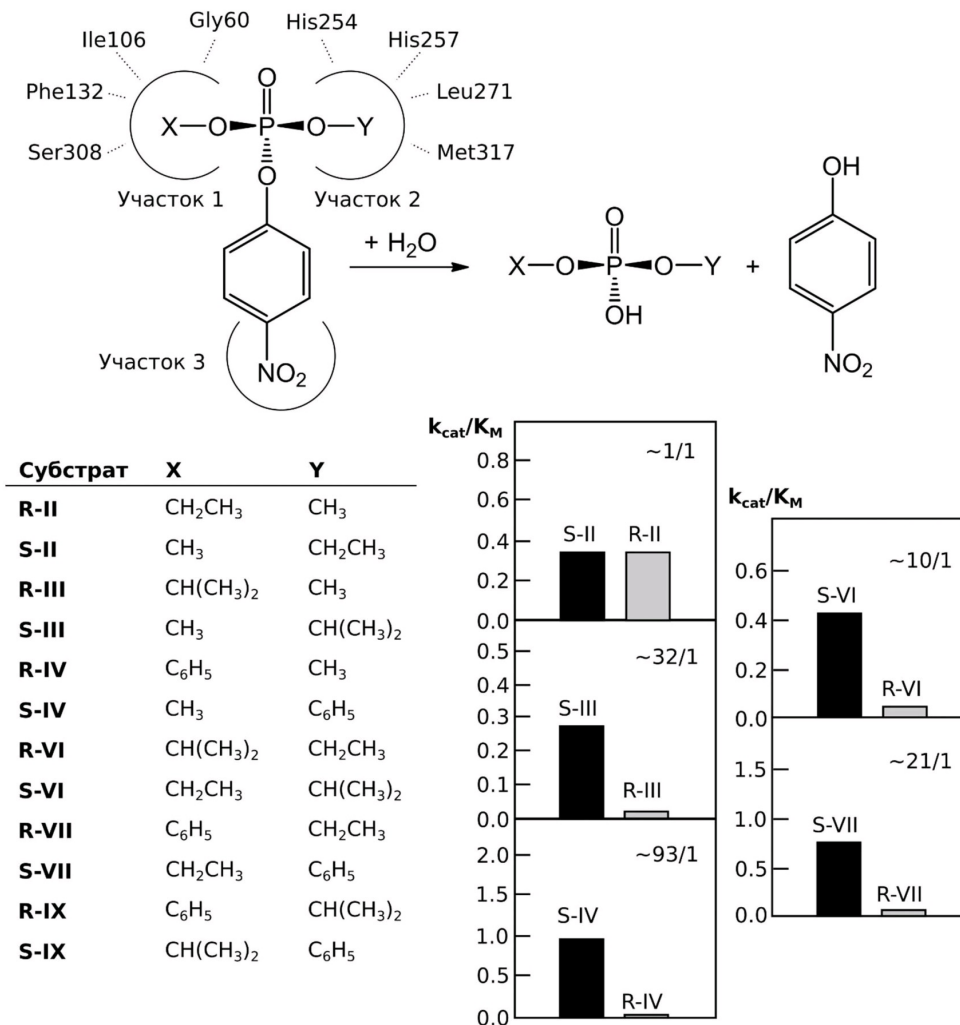 Gly60 His254
Ile106 His257
Phe132 Leu271
Ser308 Met317
O
X O P O Y
O
Участок 1 Участок 2
Участок 3
NO₂
+ H₂O
O
X O P O Y
OH
+
OH
NO₂
Субстрат X Y
R-II CH₂CH₃ CH₃
S-II CH₃ CH₂CH₃
R-III CH(CH₃)₂ CH₃
S-III CH₃ CH(CH₃)₂
R-IV C₆H₅ CH₃
S-IV CH₃ C₆H₅
R-VI CH(CH₃)₂ CH₂CH₃
S-VI CH₂CH₃ CH(CH₃)₂
R-VII C₆H₅ CH₂CH₃
S-VII CH₂CH₃ C₆H₅
R-IX C₆H₅ CH(CH₃)₂
S-IX CH(CH₃)₂ C₆H₅
k_cat/K_M
~1/1
0.8
0.6
0.4
0.2
0.0
S-II R-II
~32/1
0.5
0.4
0.3
0.2
0.1
0.0
S-III
R-III
~93/1
2.0
1.5
1.0
0.5
0.0
S-IV
R-IV
k_cat/K_M
~10/1
0.6
0.4
0.2
0.0
S-VI
R-VI
~21/1
1.5
1.0
0.5
0.0
S-VII
R-VII